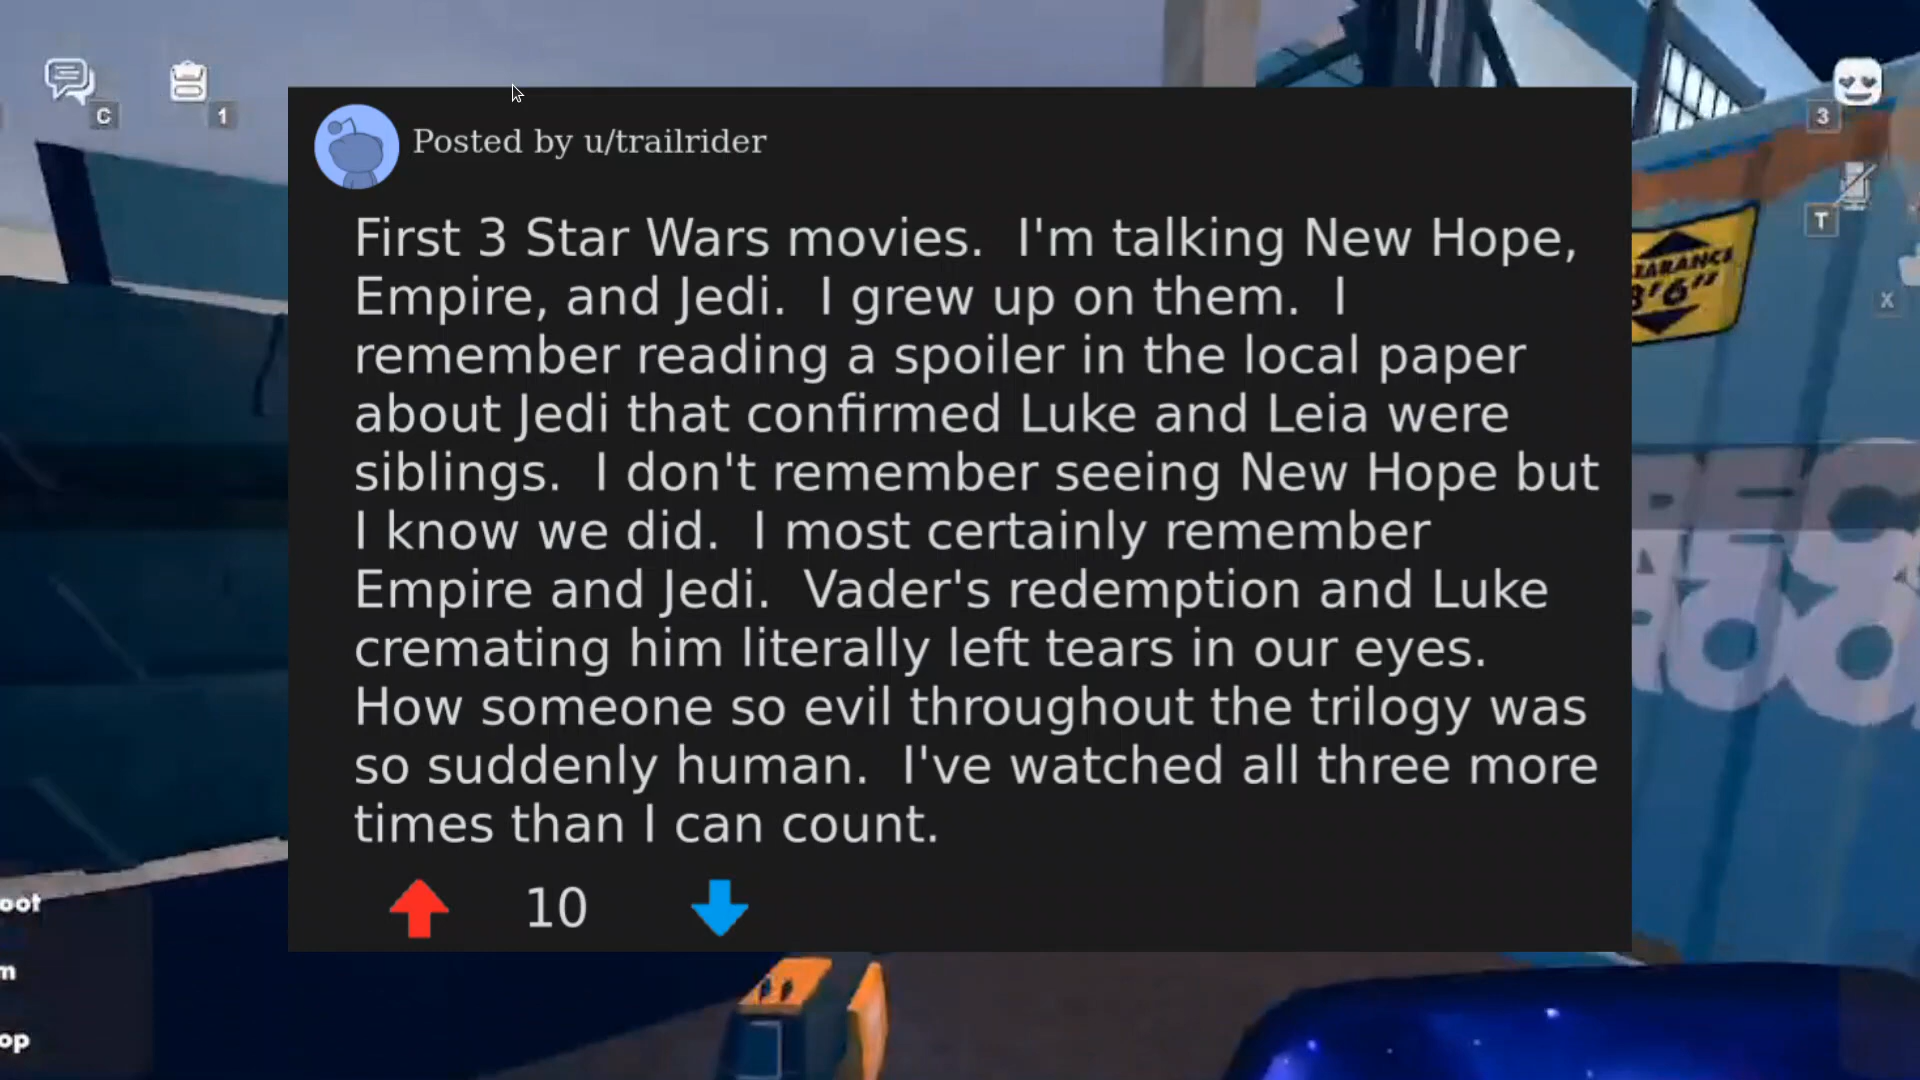 C
1
3
T
X
Posted by u/trailrider
First 3 Star Wars movies.  I'm talking New Hope,
Empire, and Jedi.  I grew up on them.  I
remember reading a spoiler in the local paper
about Jedi that confirmed Luke and Leia were
siblings.  I don't remember seeing New Hope but
I know we did.  I most certainly remember
Empire and Jedi.  Vader's redemption and Luke
cremating him literally left tears in our eyes.
How someone so evil throughout the trilogy was
so suddenly human.  I've watched all three more
times than I can count.
10